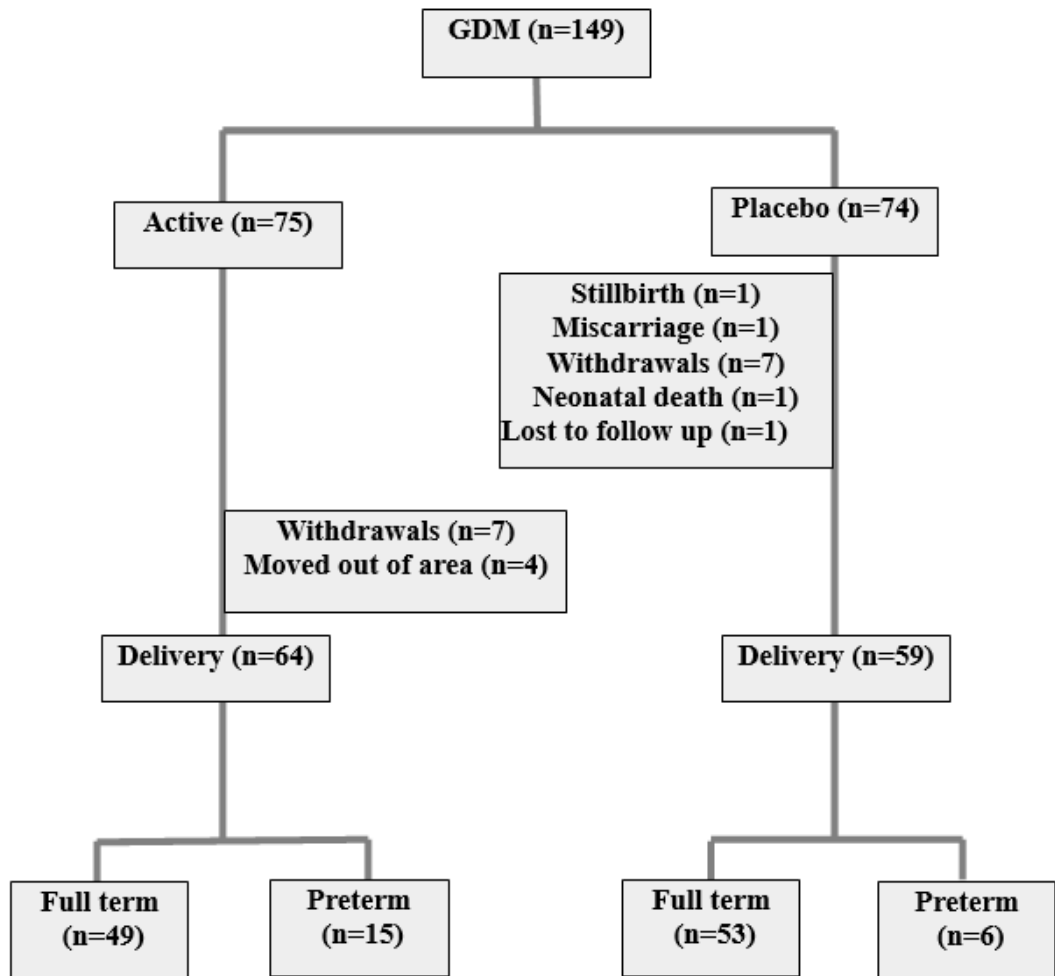 GDM (n=149)
Active (n=75)
Placebo (n=74)
Stillbirth (n=1)
Miscarriage (n=1)
Withdrawals (n=7)
Neonatal death (n=1)
Lost to follow up (n=1)
Withdrawals (n=7)
Moved out of area (n=4)
Delivery (n=64)
Delivery (n=59)
Full term
(n=49)
Preterm
(n=15)
Full term
(n=53)
Preterm
(n=6)